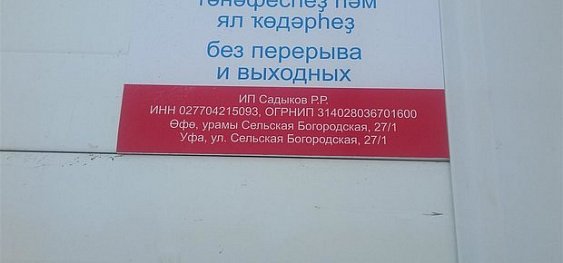 тәнәфесһеҙ һәм
ял көдәрһеҙ
без перерыва
и выходных
ИП Садыков Р.Р.
ИНН 027704215093, ОГРНИП 314028036701600
Өфө, урамы Сельская Богородская, 27/1
Уфа, ул. Сельская Богородская, 27/1